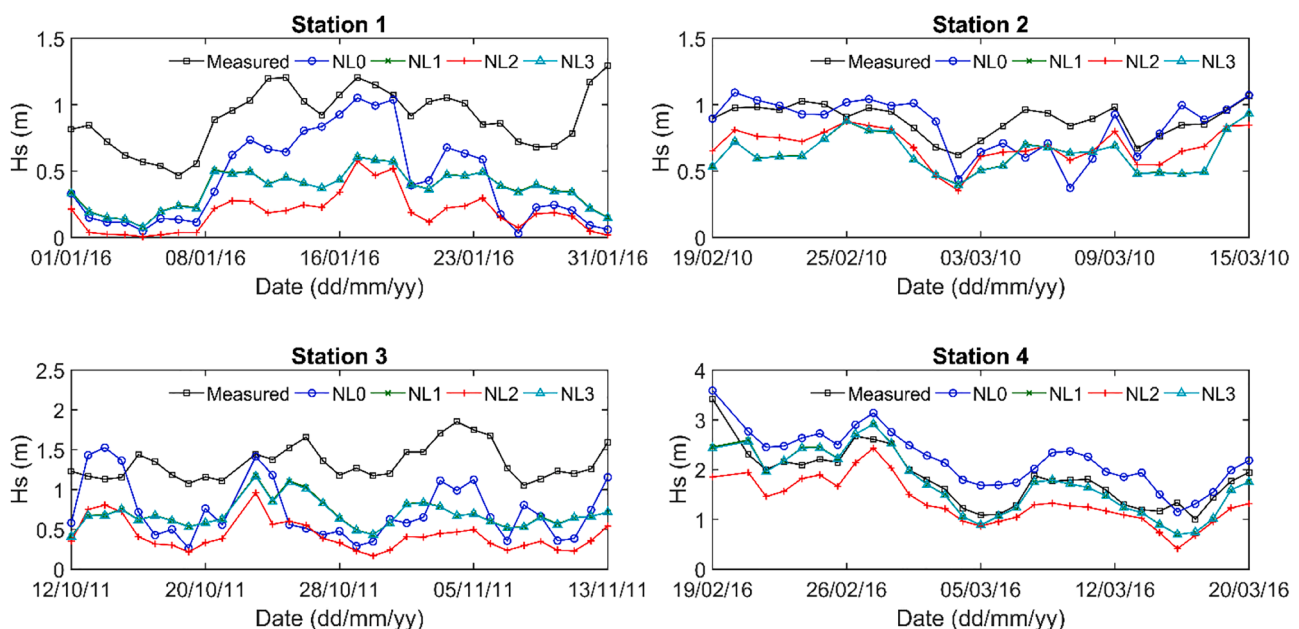 Station 1
Measured NL0 NL1 NL2 NL3
1.5
1
0.5
0
Hs (m)
01/01/16 08/01/16 16/01/16 23/01/16 31/01/16
Date (dd/mm/yy)
Station 2
Measured NL0 NL1 NL2 NL3
1.5
1
0.5
0
Hs (m)
19/02/10 25/02/10 03/03/10 09/03/10 15/03/10
Date (dd/mm/yy)
Station 3
Measured NL0 NL1 NL2 NL3
2.5
2
1.5
1
0.5
0
Hs (m)
12/10/11 20/10/11 28/10/11 05/11/11 13/11/11
Date (dd/mm/yy)
Station 4
Measured NL0 NL1 NL2 NL3
4
3
2
1
0
Hs (m)
19/02/16 26/02/16 05/03/16 12/03/16 20/03/16
Date (dd/mm/yy)